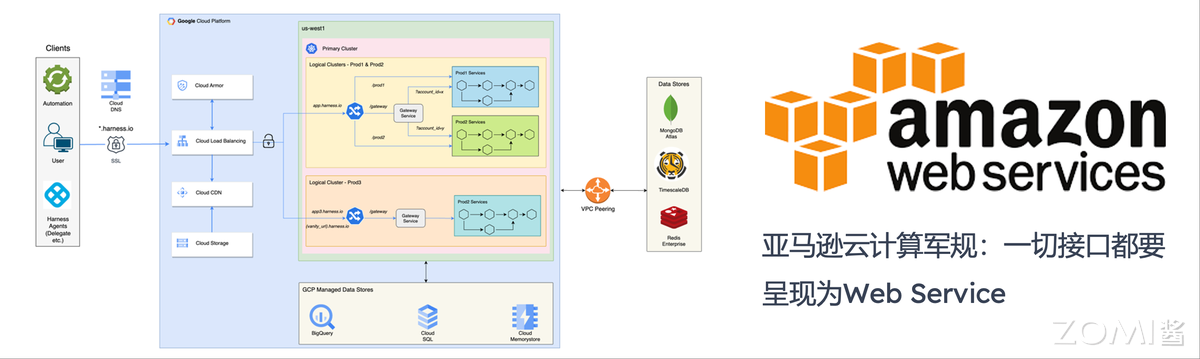 Clients
Automation
User
Harness
Agents
(Delegate
etc.)
Cloud
DNS
*.harness.io
SSL
Google Cloud Platform
Cloud Armor
Cloud Load Balancing
Cloud CDN
Cloud Storage
us-west1
Primary Cluster
Logical Clusters - Prod1 & Prod2
app.harness.io
/prod1
/gateway
/prod2
Gateway
Service
?account_id=x
?account_id=y
Prod1 Services
Prod2 Services
Logical Cluster - Prod3
app3.harness.io
{vanity_url}.harness.io
/gateway
Gateway
Service
Prod2 Services
GCP Managed Data Stores
BigQuery
Cloud
SQL
Cloud
Memorystore
VPC Peering
Data Stores
MongoDB
Atlas
TimescaleDB
Redis
Enterprise
amazon
web services
亚马逊云计算军规：一切接口都要
呈现为Web Service
ZOMI酱